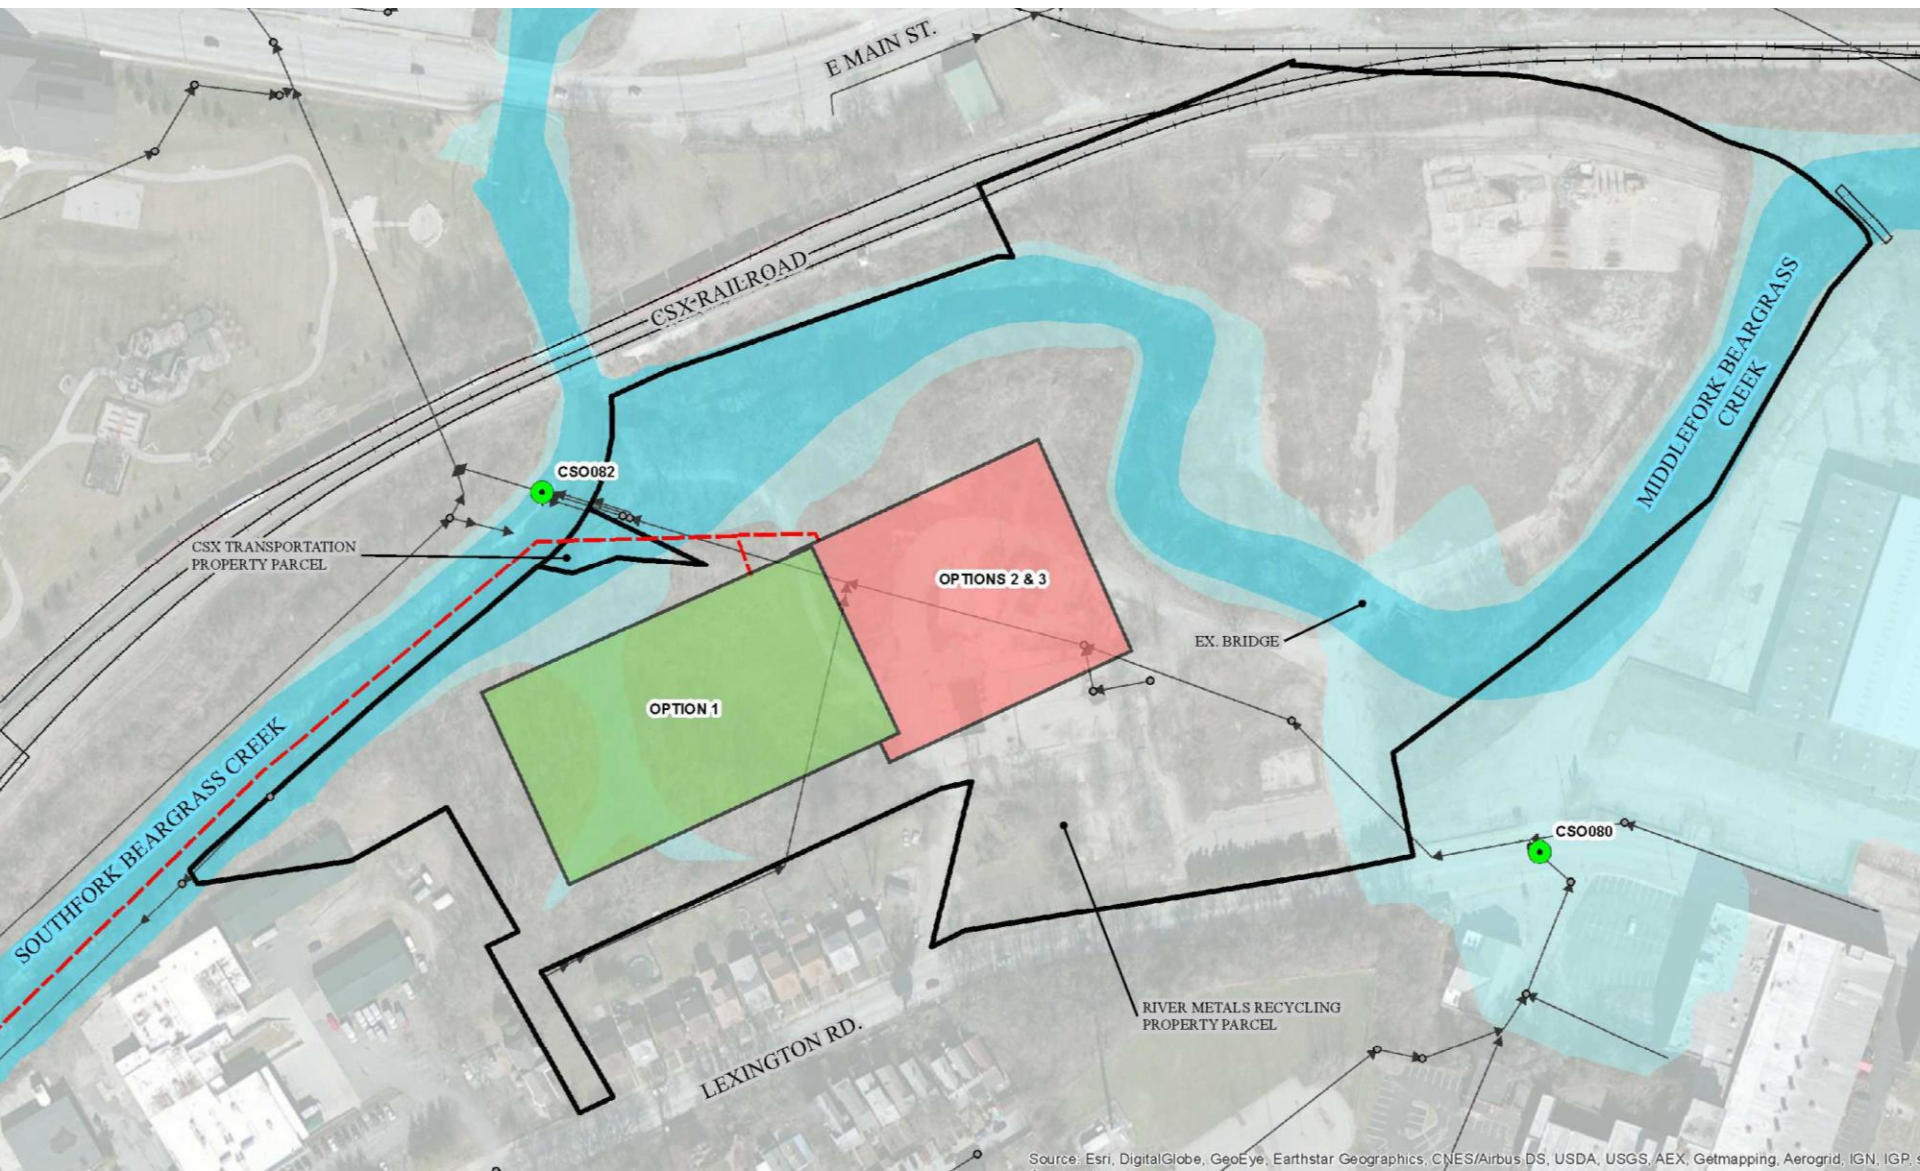 E MAIN ST.
CSX RAILROAD
MIDDLEFORK BEARGRASS
CREEK
CSO082
CSX TRANSPORTATION
PROPERTY PARCEL
OPTIONS 2 & 3
EX. BRIDGE
OPTION 1
SOUTHFORK BEARGRASS CREEK
CSO080
RIVER METALS RECYCLING
PROPERTY PARCEL
LEXINGTON RD.
Source: Esri, DigitalGlobe, GeoEye, Earthstar Geographics, CNES/Airbus DS, USDA, USGS, AEX, Getmapping, Aerogrid, IGN, IGP,